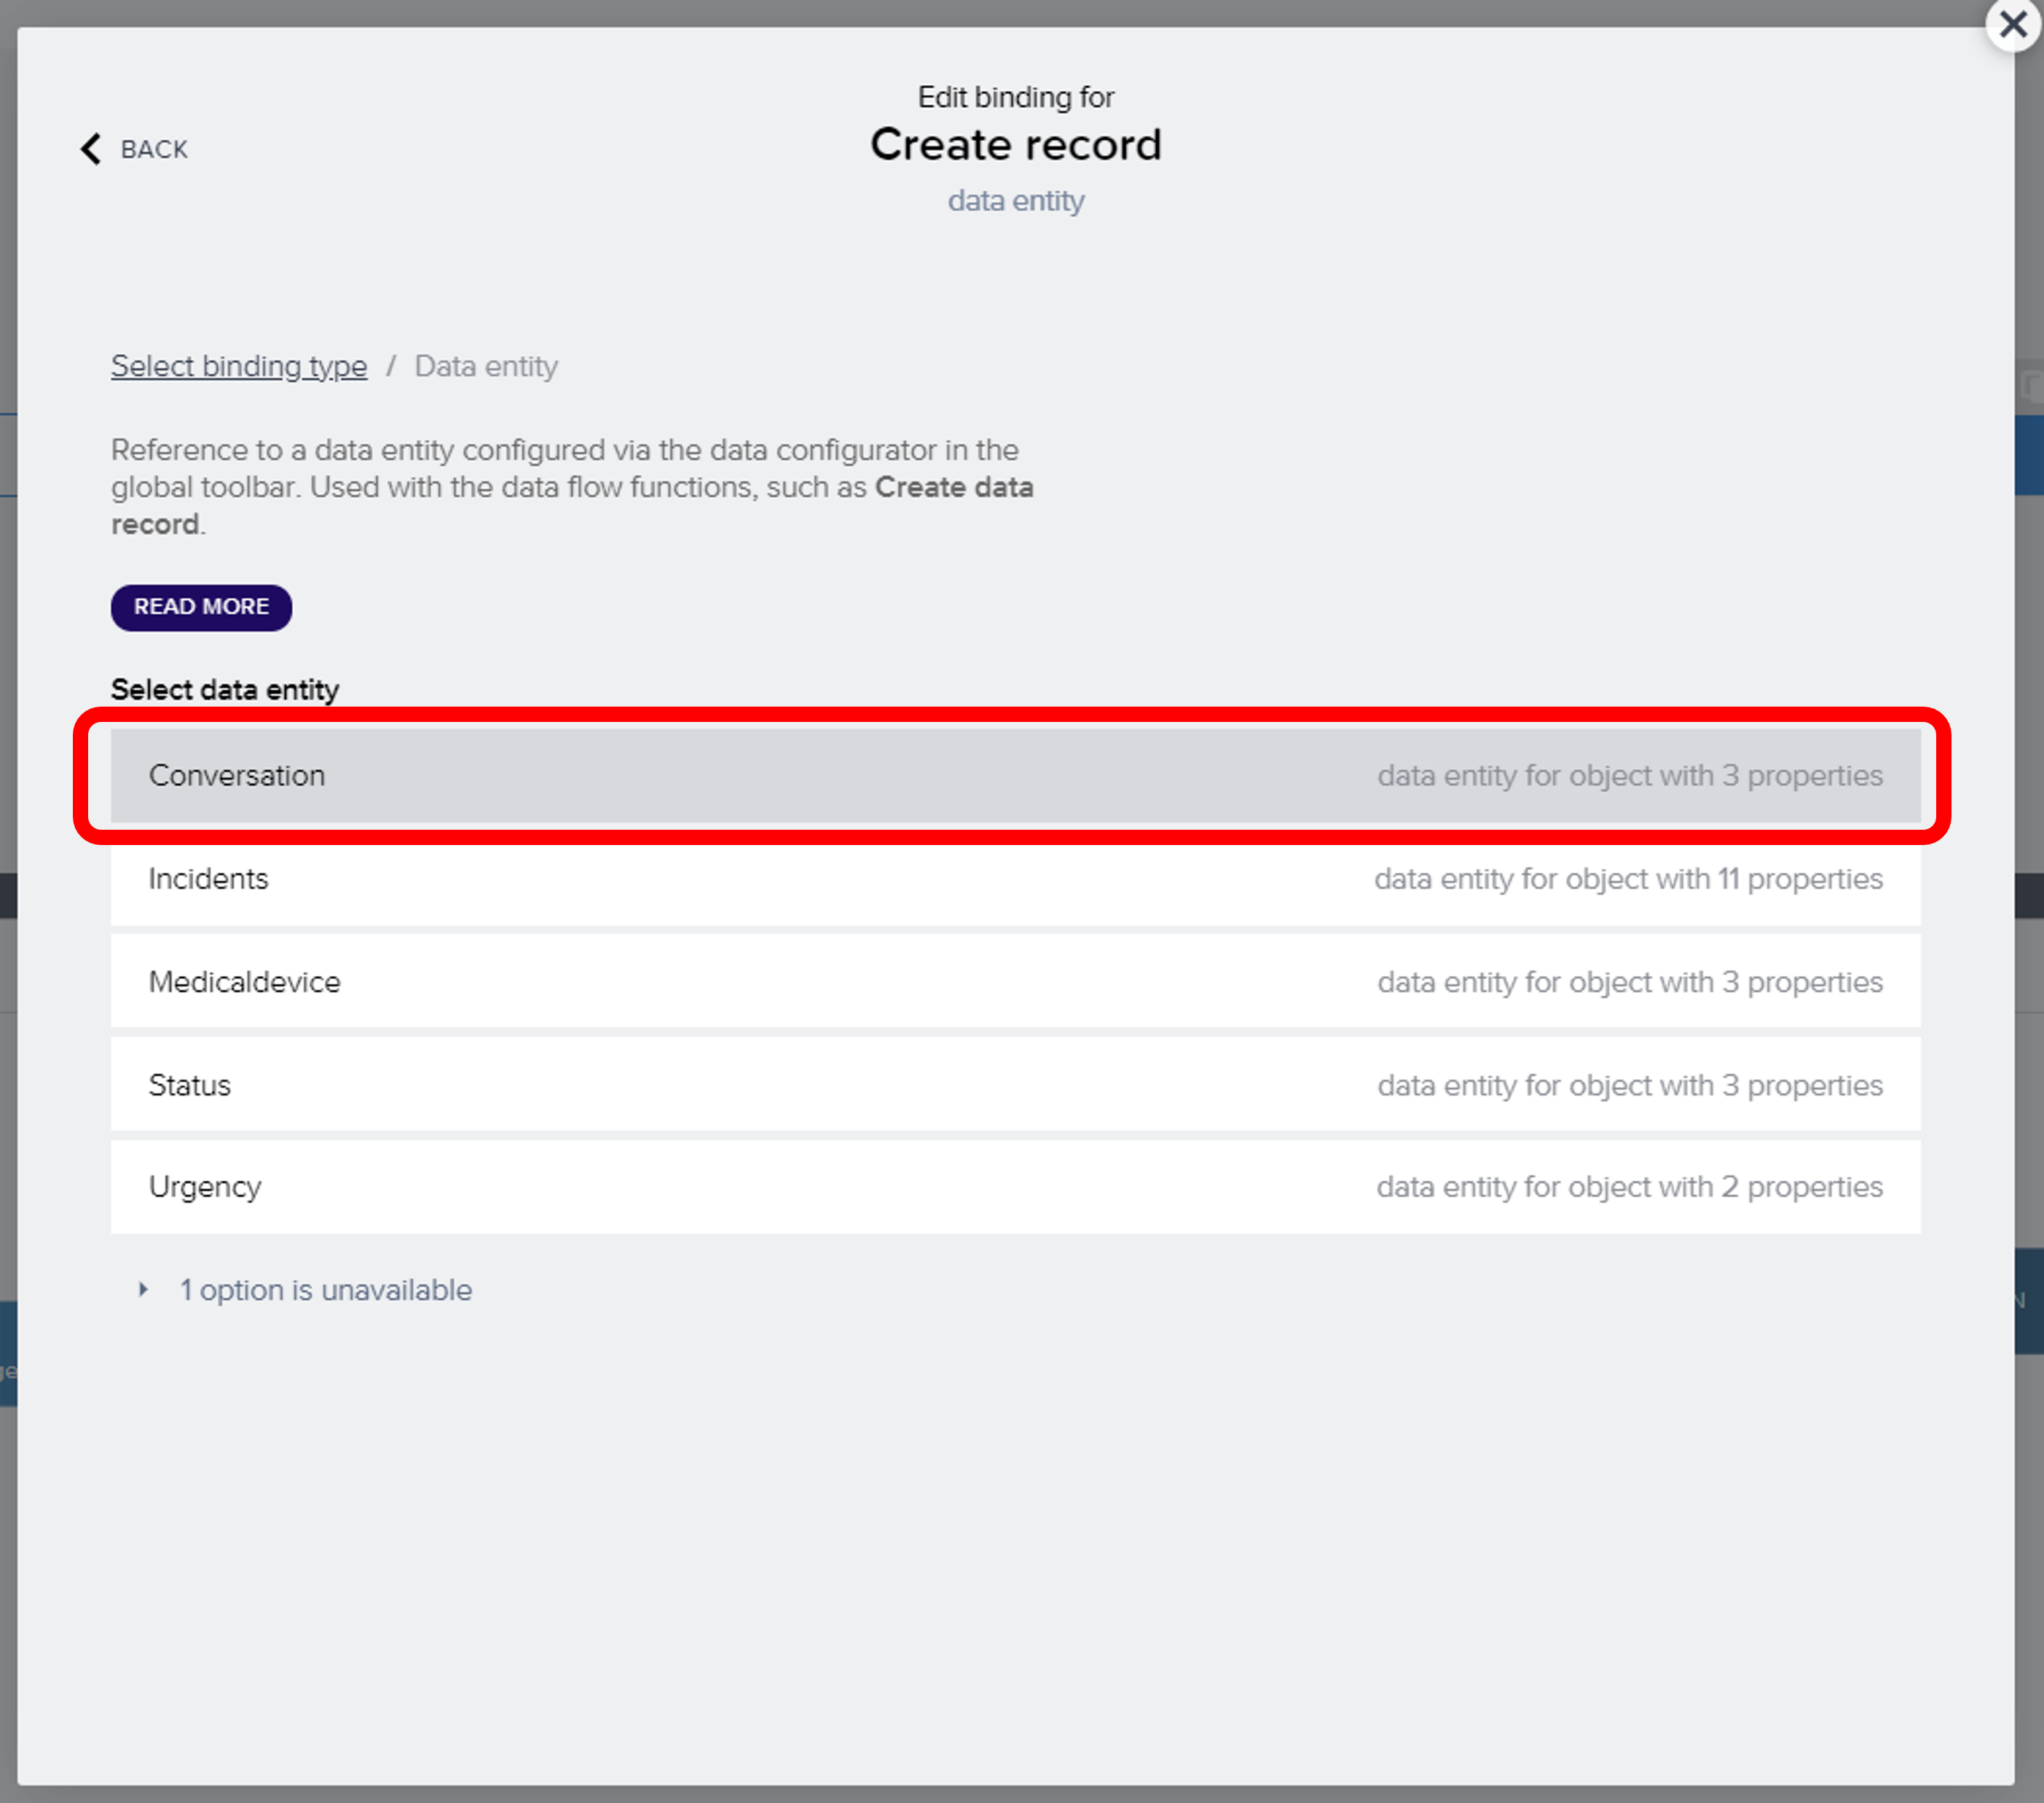 Edit binding for
BACK
Create record
data entity
Select binding type / Data entity
Reference to a data entity configured via the data configurator in the
global toolbar. Used with the data flow functions, such as Create data
record.
READ MORE
Select data entity
Conversation data entity for object with 3 properties
Incidents data entity for object with 11 properties
Medicaldevice data entity for object with 3 properties
Status data entity for object with 3 properties
Urgency data entity for object with 2 properties
1 option is unavailable